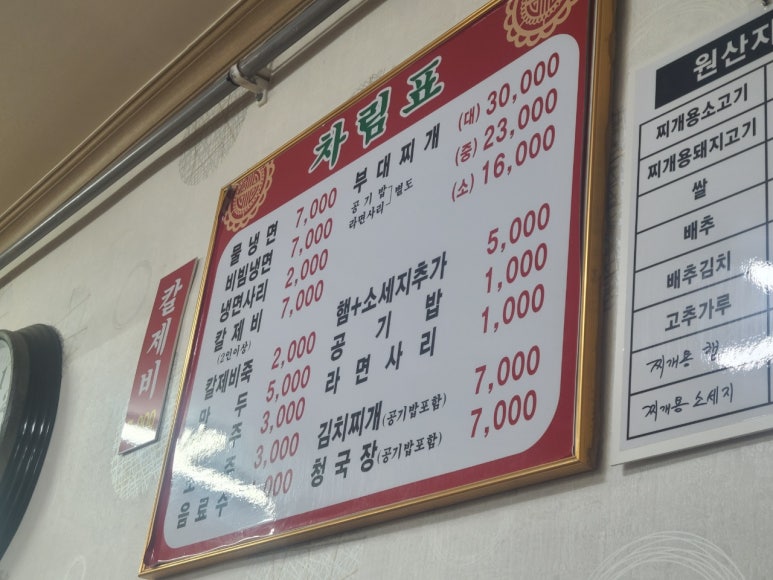 차림표
물냉면 7,000
비빔냉면 7,000
냉면사리 2,000
칼제비 7,000
(2인이상)
칼제비죽 2,000
만두 5,000
주 3,000
주 3,000
음료수 000
부대찌개 (대) 30,000
공기밥 라면사리 별도 (중) 23,000
(소) 16,000
햄+소세지추가 5,000
공기밥 1,000
라면사리 1,000
김치찌개(공기밥포함) 7,000
청국장(공기밥포함) 7,000
칼제비
원산지
찌개용소고기
찌개용돼지고기
쌀
배추
배추김치
고추가루
찌개용 햄
찌개용 소세지